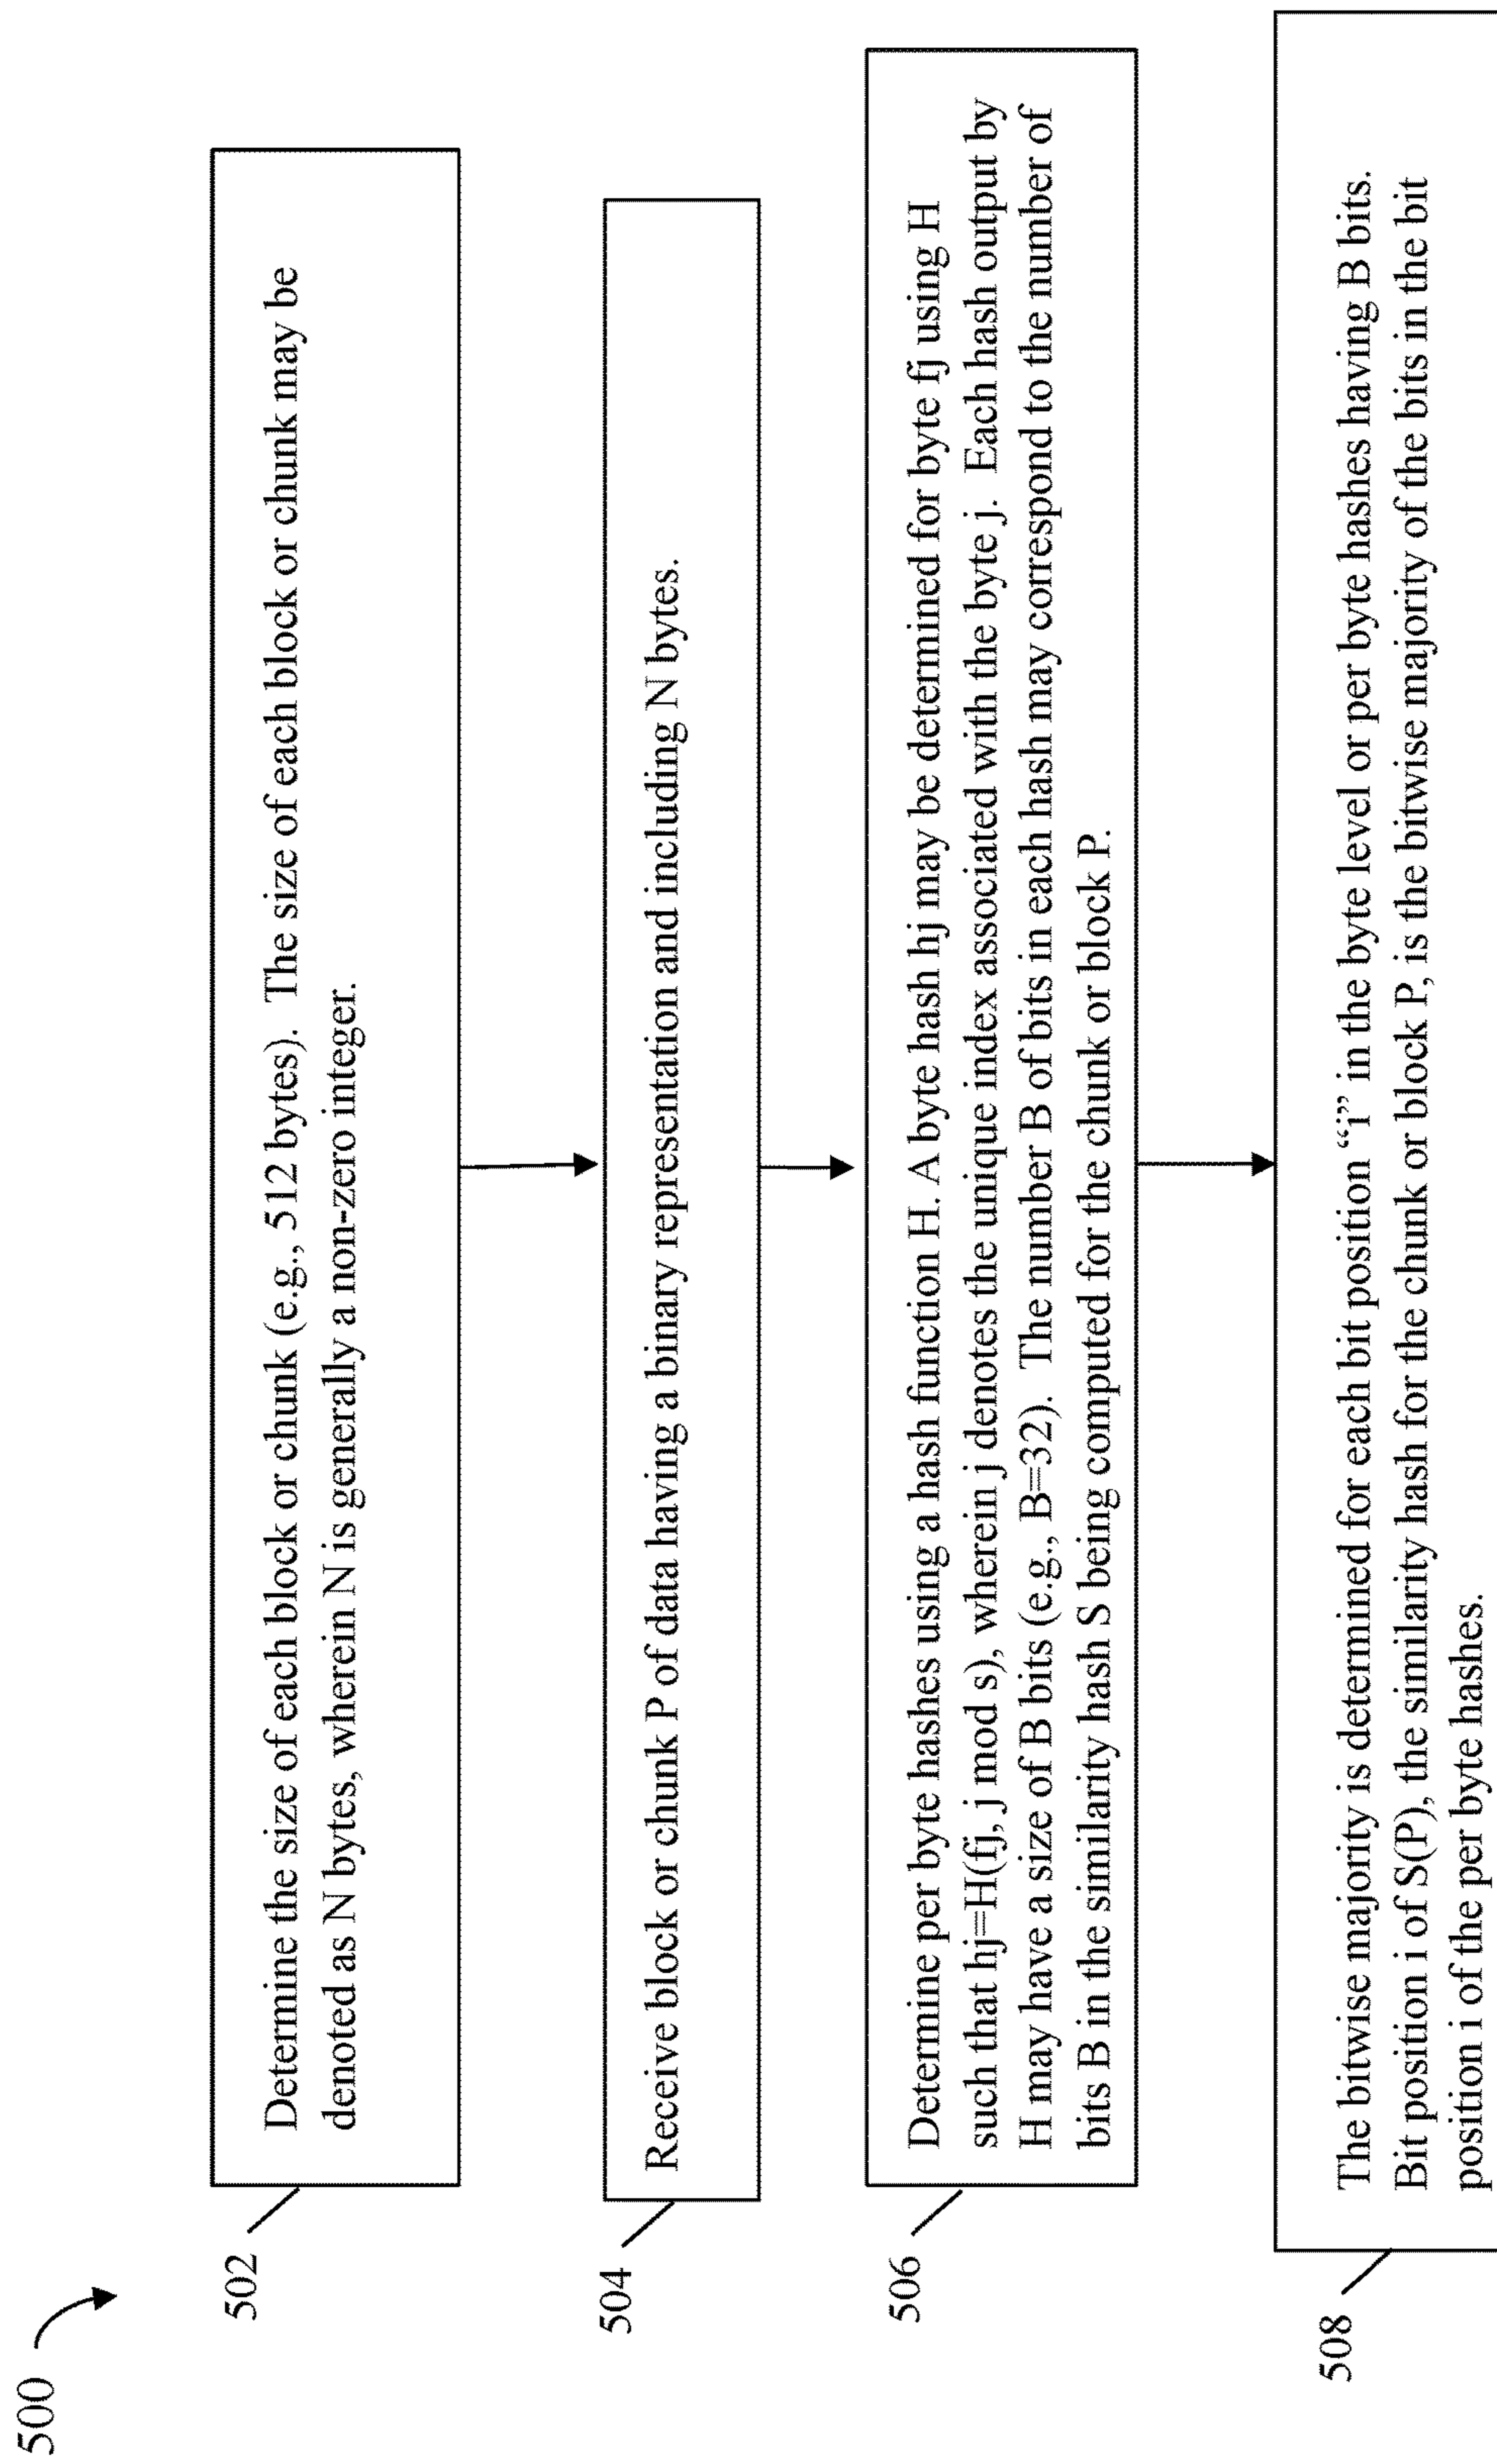 500
502
Determine the size of each block or chunk (e.g., 512 bytes). The size of each block or chunk may be
denoted as N bytes, wherein N is generally a non-zero integer.
504
Receive block or chunk P of data having a binary representation and including N bytes.
506
Determine per byte hashes using a hash function H. A byte hash hj may be determined for byte fj using H
such that hj=H(fj, j mod s), wherein j denotes the unique index associated with the byte j. Each hash output by
H may have a size of B bits (e.g., B=32). The number B of bits in each hash may correspond to the number of
bits B in the similarity hash S being computed for the chunk or block P.
508
The bitwise majority is determined for each bit position “i” in the byte level or per byte hashes having B bits.
Bit position i of S(P), the similarity hash for the chunk or block P, is the bitwise majority of the bits in the bit
position i of the per byte hashes.